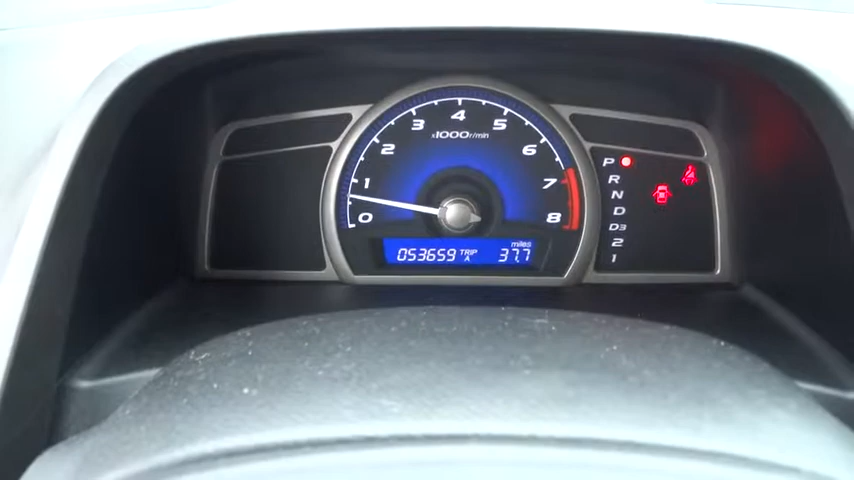 4
3 5
x1000r/min
2 6
1 7
0 8
miles
053659 TRIP A 37.7
P
R
N
D
D3
2
1